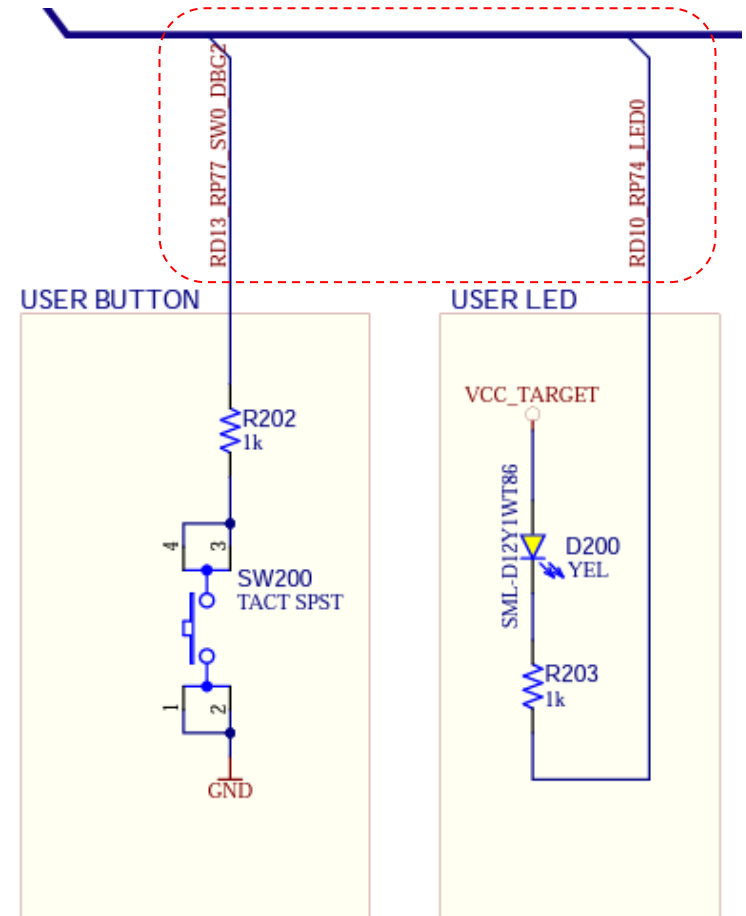 RD13_RP77_SW0_DBG2
RD10_RP74_LED0
USER BUTTON
R202
1k
4
3
SW200
TACT SPST
1
2
GND
USER LED
VCC_TARGET
SML-D12Y1WT86
D200
YEL
R203
1k